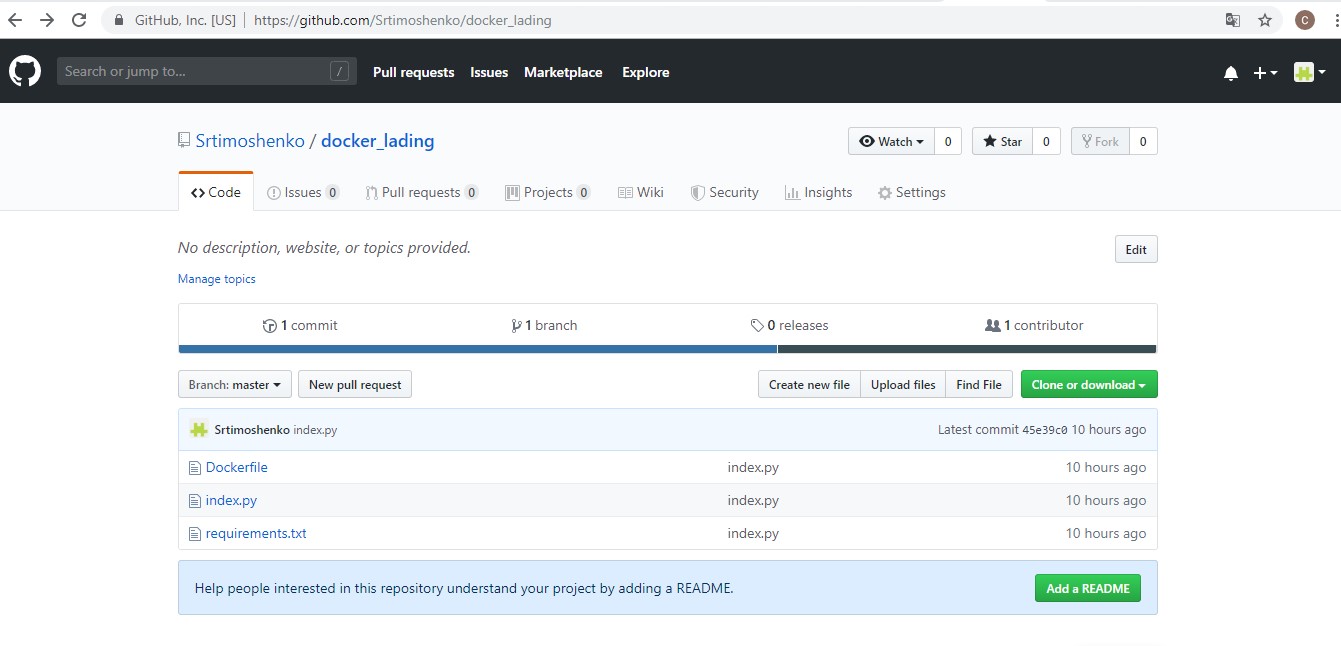 GitHub, Inc. [US] | https://github.com/Srtimoshenko/docker_lading
C
Search or jump to... / Pull requests Issues Marketplace Explore
Srtimoshenko / docker_lading
Watch 0 Star 0 Fork 0
Code Issues 0 Pull requests 0 Projects 0 Wiki Security Insights Settings
No description, website, or topics provided.
Edit
Manage topics
1 commit 1 branch 0 releases 1 contributor
Branch: master New pull request Create new file Upload files Find File Clone or download
Srtimoshenko index.py Latest commit 45e39c0 10 hours ago
Dockerfile index.py 10 hours ago
index.py index.py 10 hours ago
requirements.txt index.py 10 hours ago
Help people interested in this repository understand your project by adding a README. Add a README